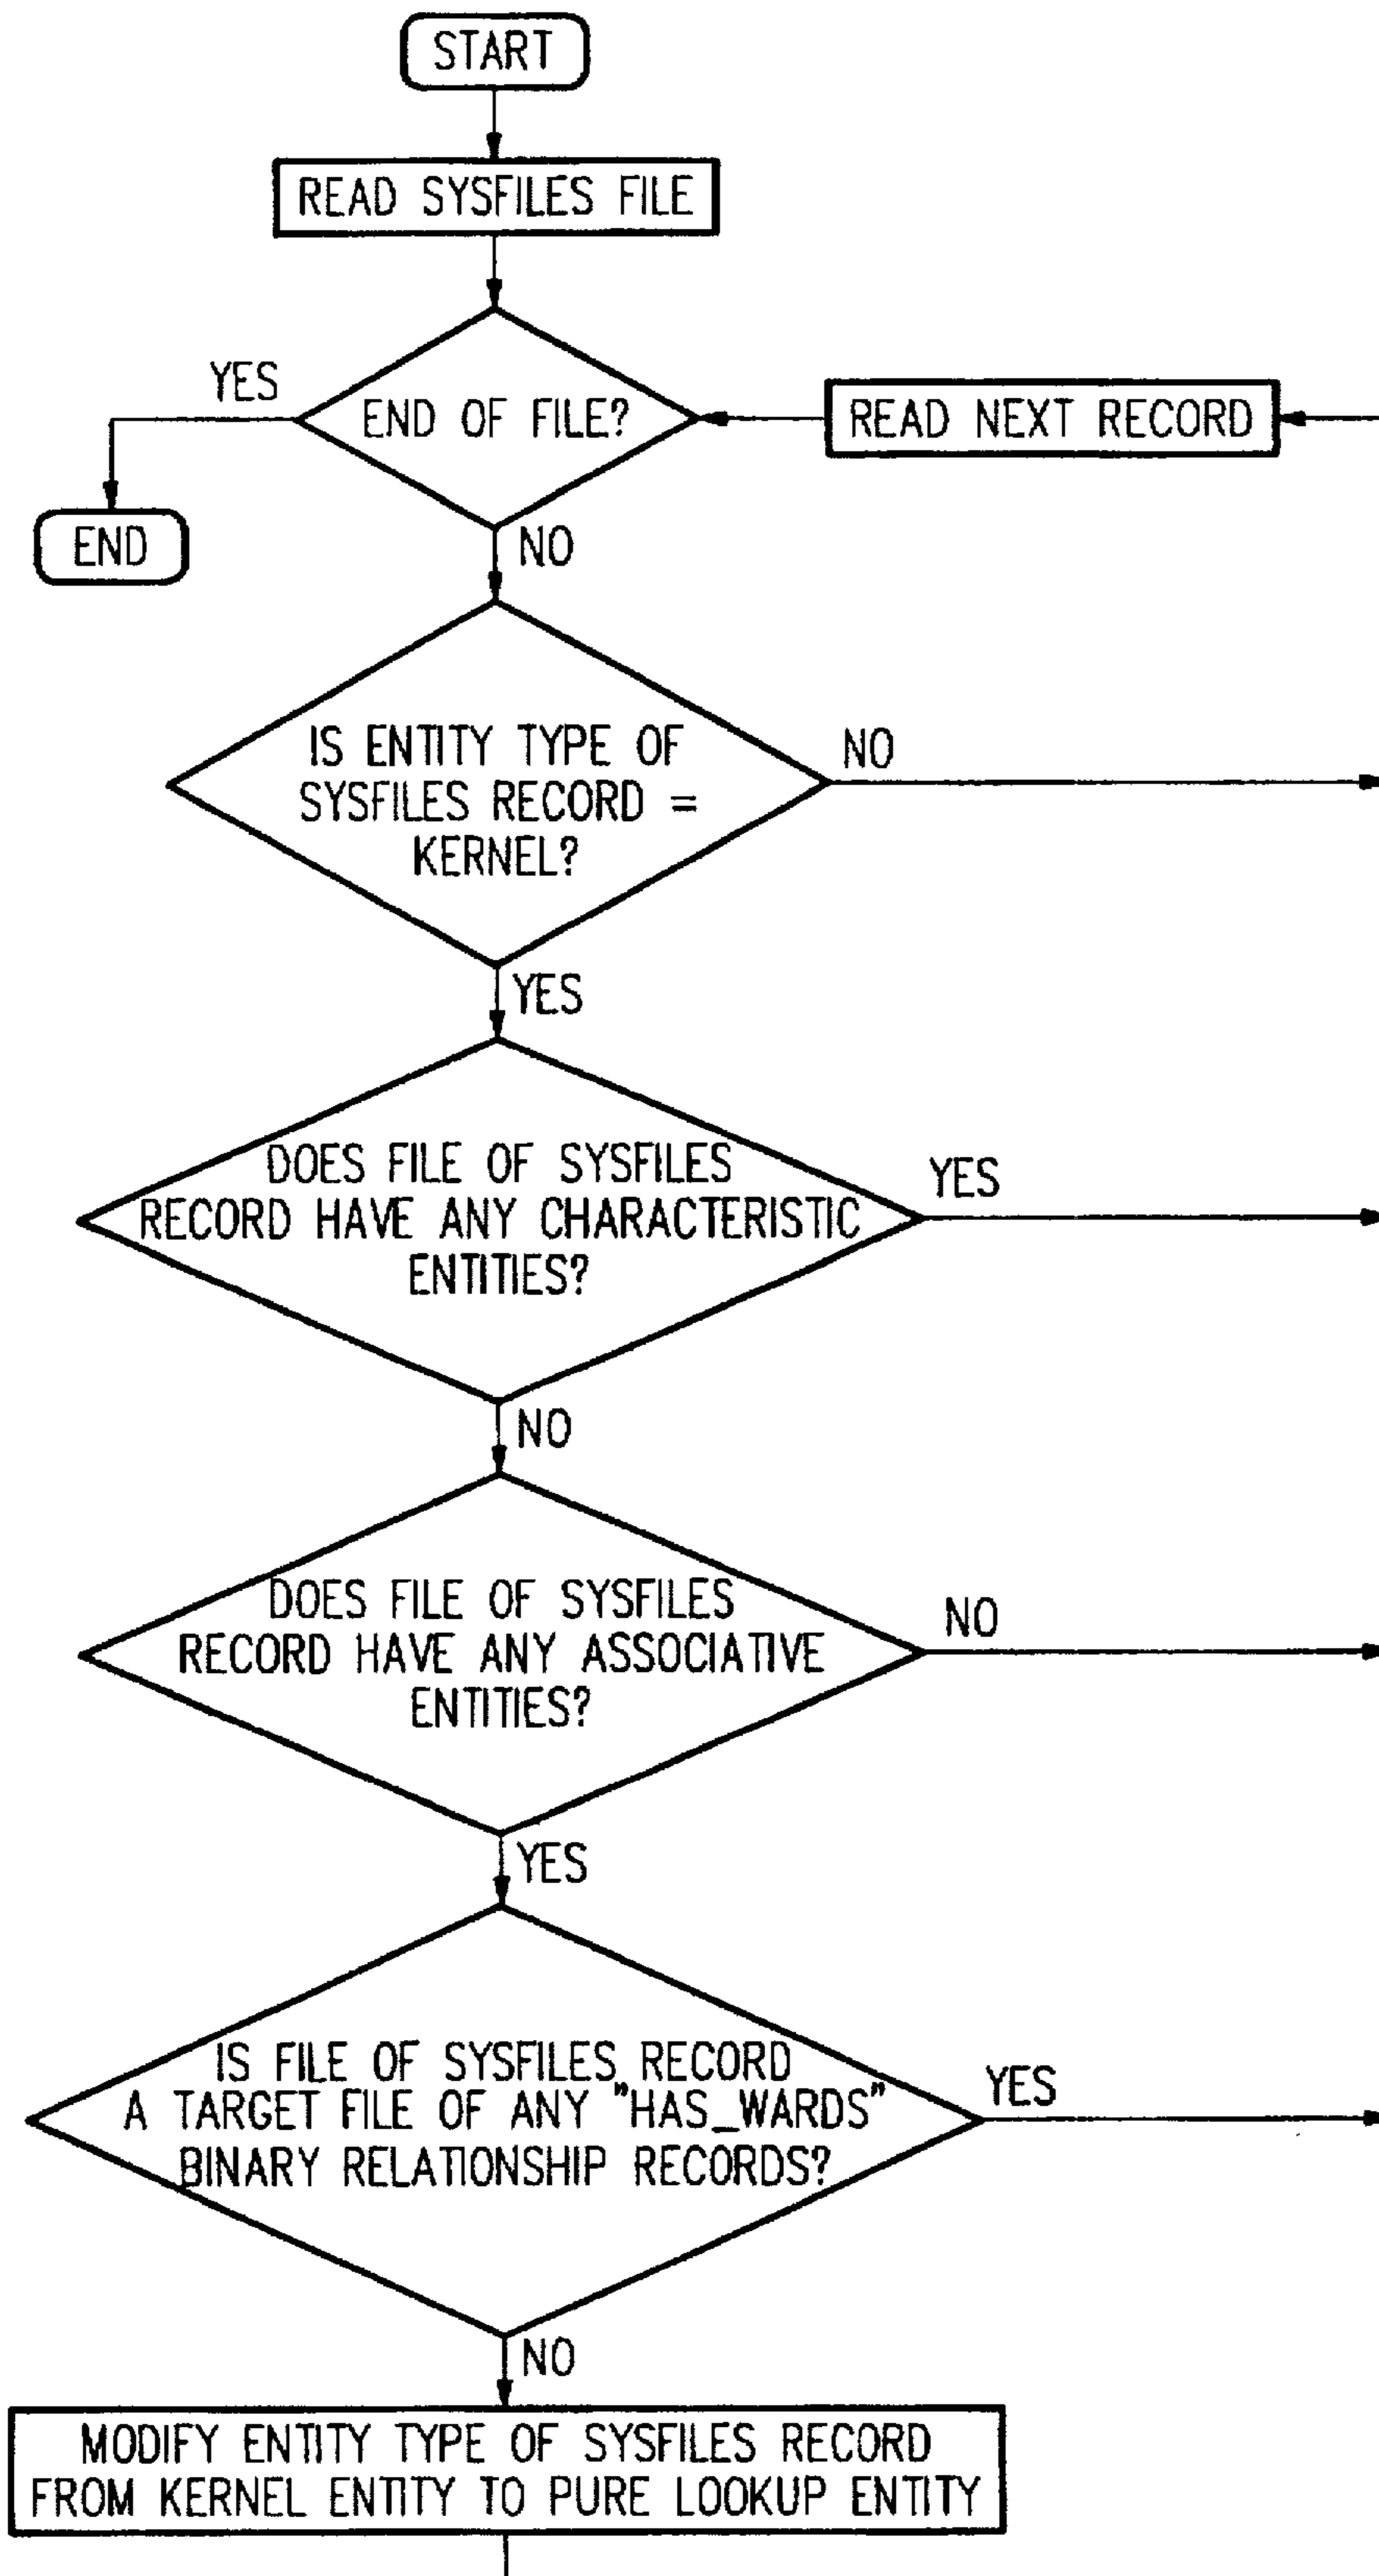 START
READ SYSFILES FILE
YES
END OF FILE?
READ NEXT RECORD
END
NO
IS ENTITY TYPE OF
SYSFILES RECORD =
KERNEL?
NO
YES
DOES FILE OF SYSFILES
RECORD HAVE ANY CHARACTERISTIC
ENTITIES?
YES
NO
DOES FILE OF SYSFILES
RECORD HAVE ANY ASSOCIATIVE
ENTITIES?
NO
YES
IS FILE OF SYSFILES RECORD
A TARGET FILE OF ANY "HAS_WARDS"
BINARY RELATIONSHIP RECORDS?
YES
NO
MODIFY ENTITY TYPE OF SYSFILES RECORD
FROM KERNEL ENTITY TO PURE LOOKUP ENTITY